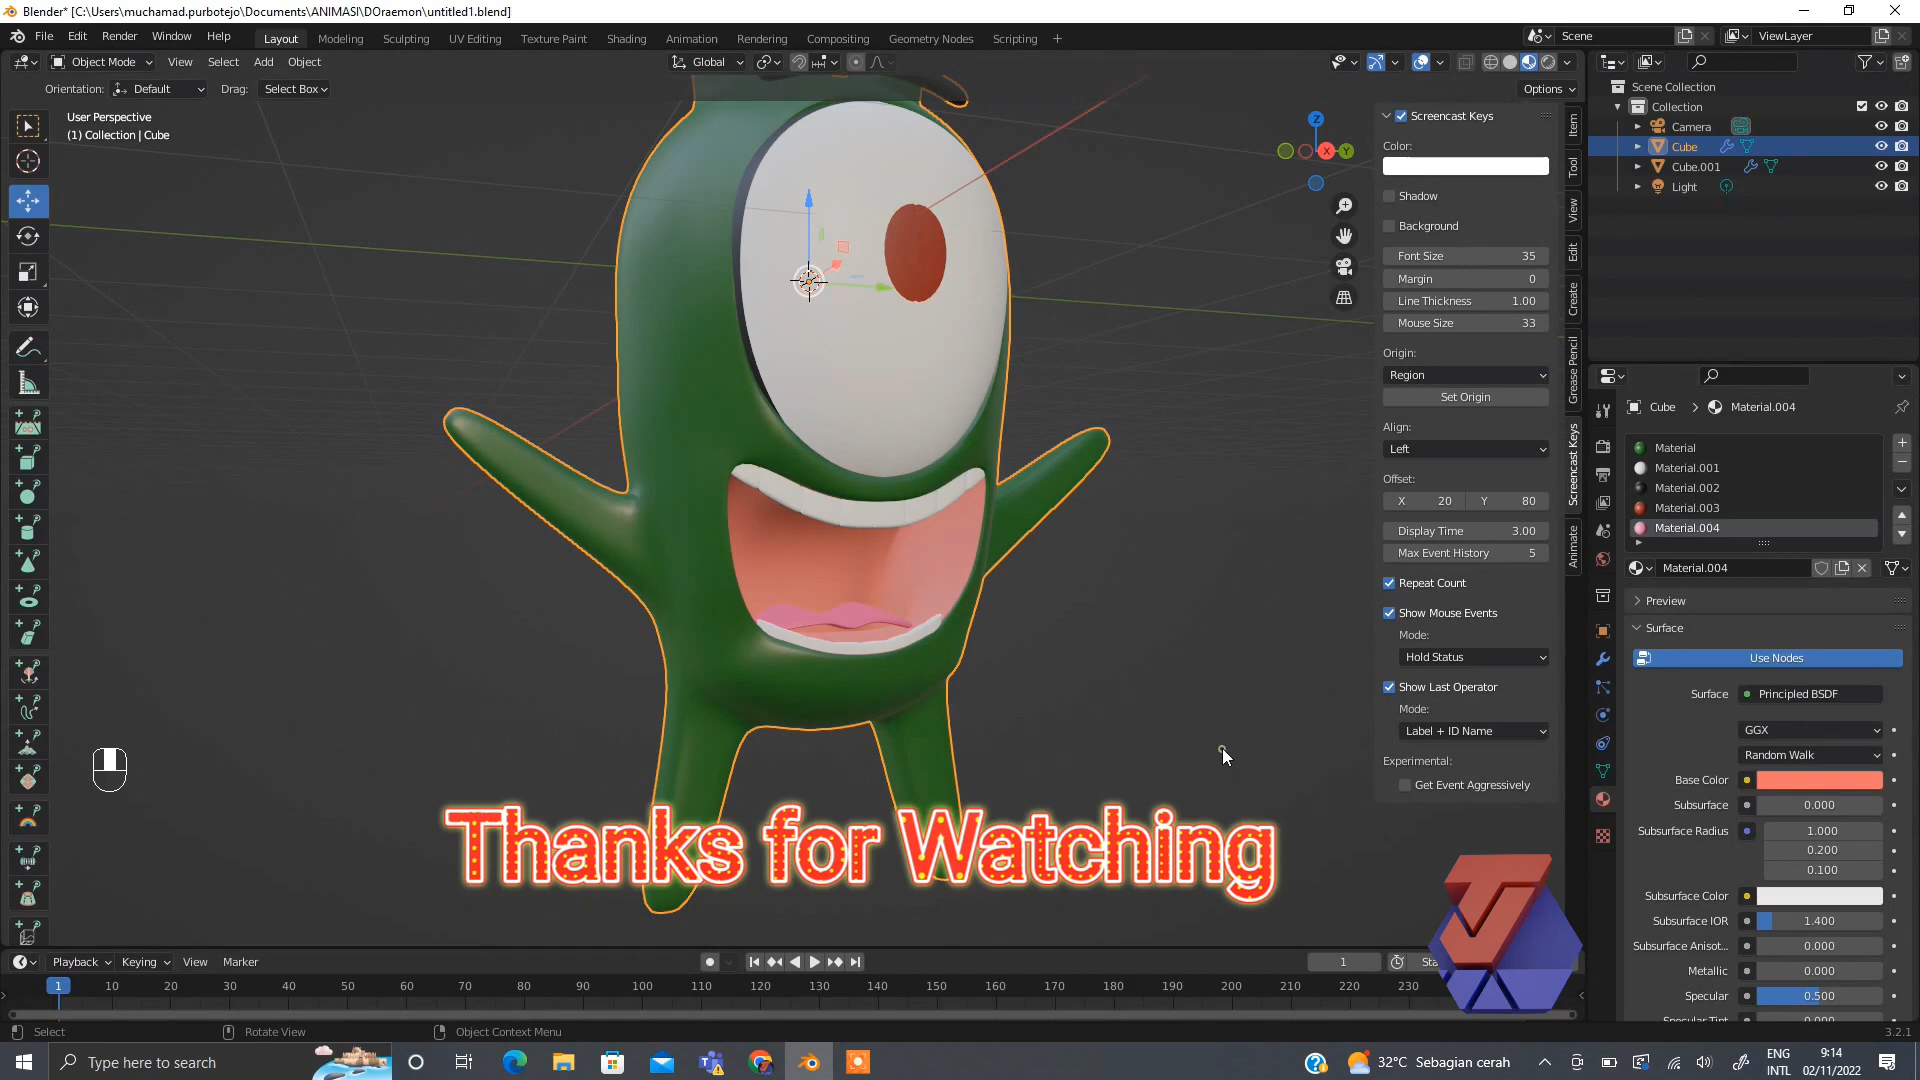 Blender* [C:\Users\muchamad.purbotejo\Documents\ANIMASI\DOraemon\untitled1.blend]
File Edit Render Window Help Layout Modeling Sculpting UV Editing Texture Paint Shading Animation Rendering Compositing Geometry Nodes Scripting Scene ViewLayer
Object Mode View Select Add Object Global
Orientation: Default Drag: Select Box Options
User Perspective
(1) Collection | Cube
Screencast Keys
Color:
Shadow
Background
Font Size 35
Margin 0
Line Thickness 1.00
Mouse Size 33
Origin:
Region
Set Origin
Align:
Left
Offset:
X 20 Y 80
Display Time 3.00
Max Event History 5
Repeat Count
Show Mouse Events
Mode:
Hold Status
Show Last Operator
Mode:
Label + ID Name
Experimental:
Get Event Aggressively
Item
Tool
View
Edit
Create
Grease Pencil
Screencast Keys
Animate
Z
X
Y
Scene Collection
Collection
Camera
Cube
Cube.001
Light
Cube Material.004
Material
Material.001
Material.002
Material.003
Material.004
Material.004
Preview
Surface
Use Nodes
Surface Principled BSDF
GGX
Random Walk
Base Color
Subsurface 0.000
Subsurface Radius 1.000
0.200
0.100
Subsurface Color
Subsurface IOR 1.400
Subsurface Anisot... 0.000
Metallic 0.000
Specular 0.500
Thanks for Watching
Playback Keying View Marker 1
1 10 20 30 40 50 60 70 80 90 100 110 120 130 140 150 160 170 180 190 200 210 220 230
Select Rotate View Object Context Menu 3.2.1
Type here to search 32°C Sebagian cerah ENG INTL 9:14 02/11/2022